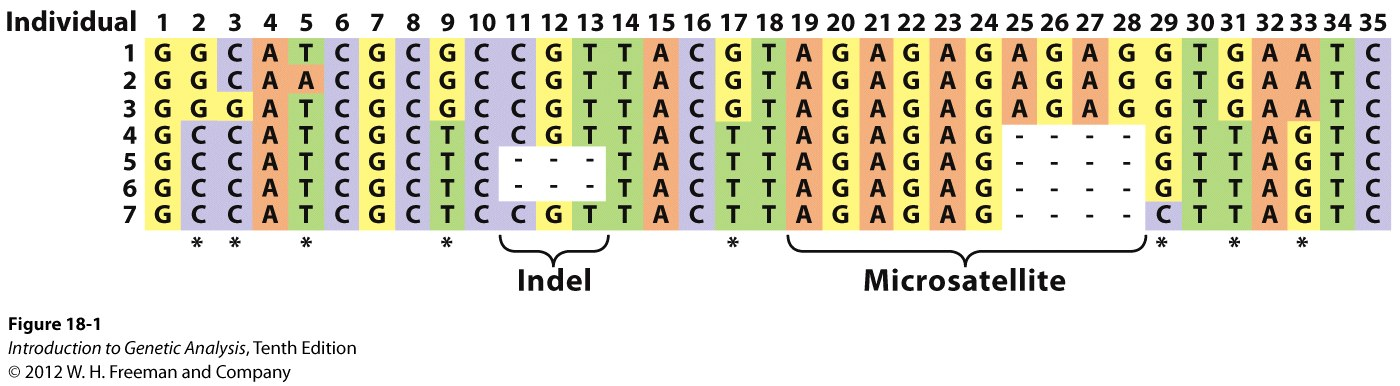 Individual 1 2 3 4 5 6 7 8 9 10 11 12 13 14 15 16 17 18 19 20 21 22 23 24 25 26 27 28 29 30 31 32 33 34 35
1 G G C A T C G C G C C G T T A C G T A G A G A G A G A G G T G A A T C
2 G G C A A C G C G C C G T T A C G T A G A G A G A G A G G T G A A T C
3 G G G A T C G C G C C G T T A C G T A G A G A G A G A G G T G A A T C
4 G C C A T C G C T C C G T T A C T T A G A G A G - - - - G T T A G T C
5 G C C A T C G C T C - - - T A C T T A G A G A G - - - - G T T A G T C
6 G C C A T C G C T C - - - T A C T T A G A G A G - - - - G T T A G T C
7 G C C A T C G C T C C G T T A C T T A G A G A G - - - - C T T A G T C
* * * * * * * *
Indel Microsatellite
Figure 18-1
Introduction to Genetic Analysis, Tenth Edition
© 2012 W. H. Freeman and Company